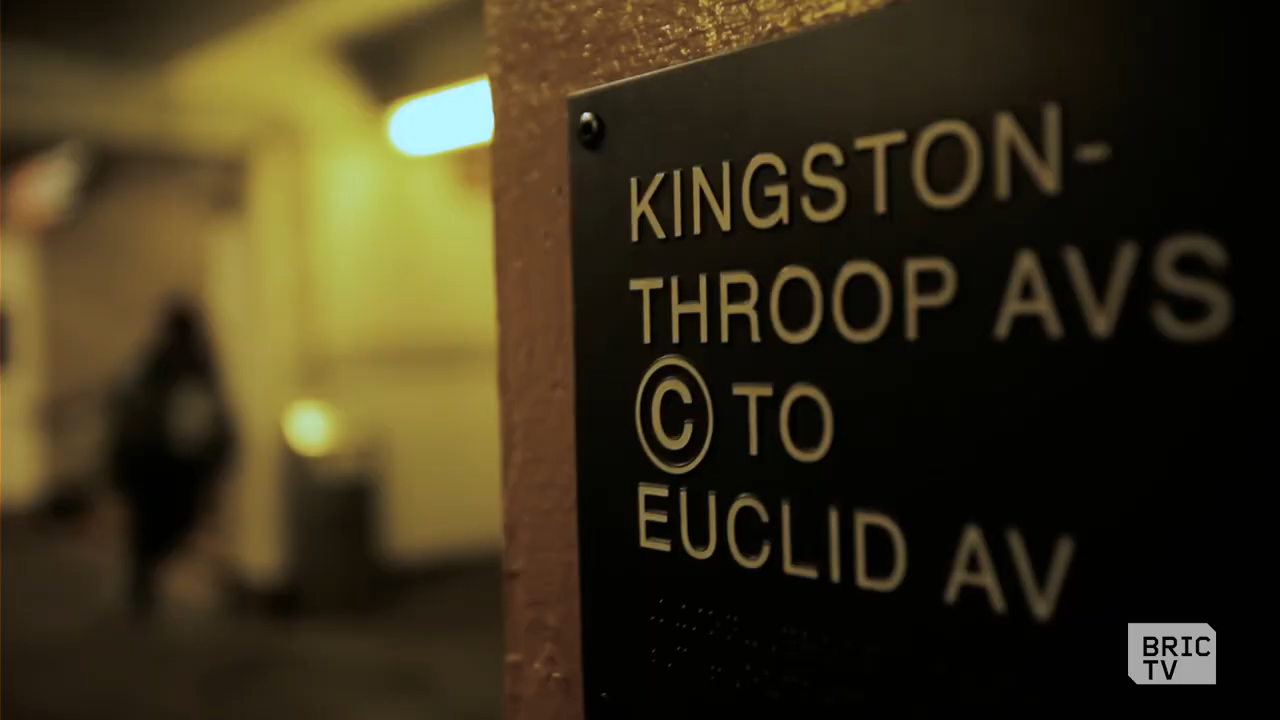 KINGSTON-
THROOP AVS
Ⓒ TO
EUCLID AV
BRIC
TV